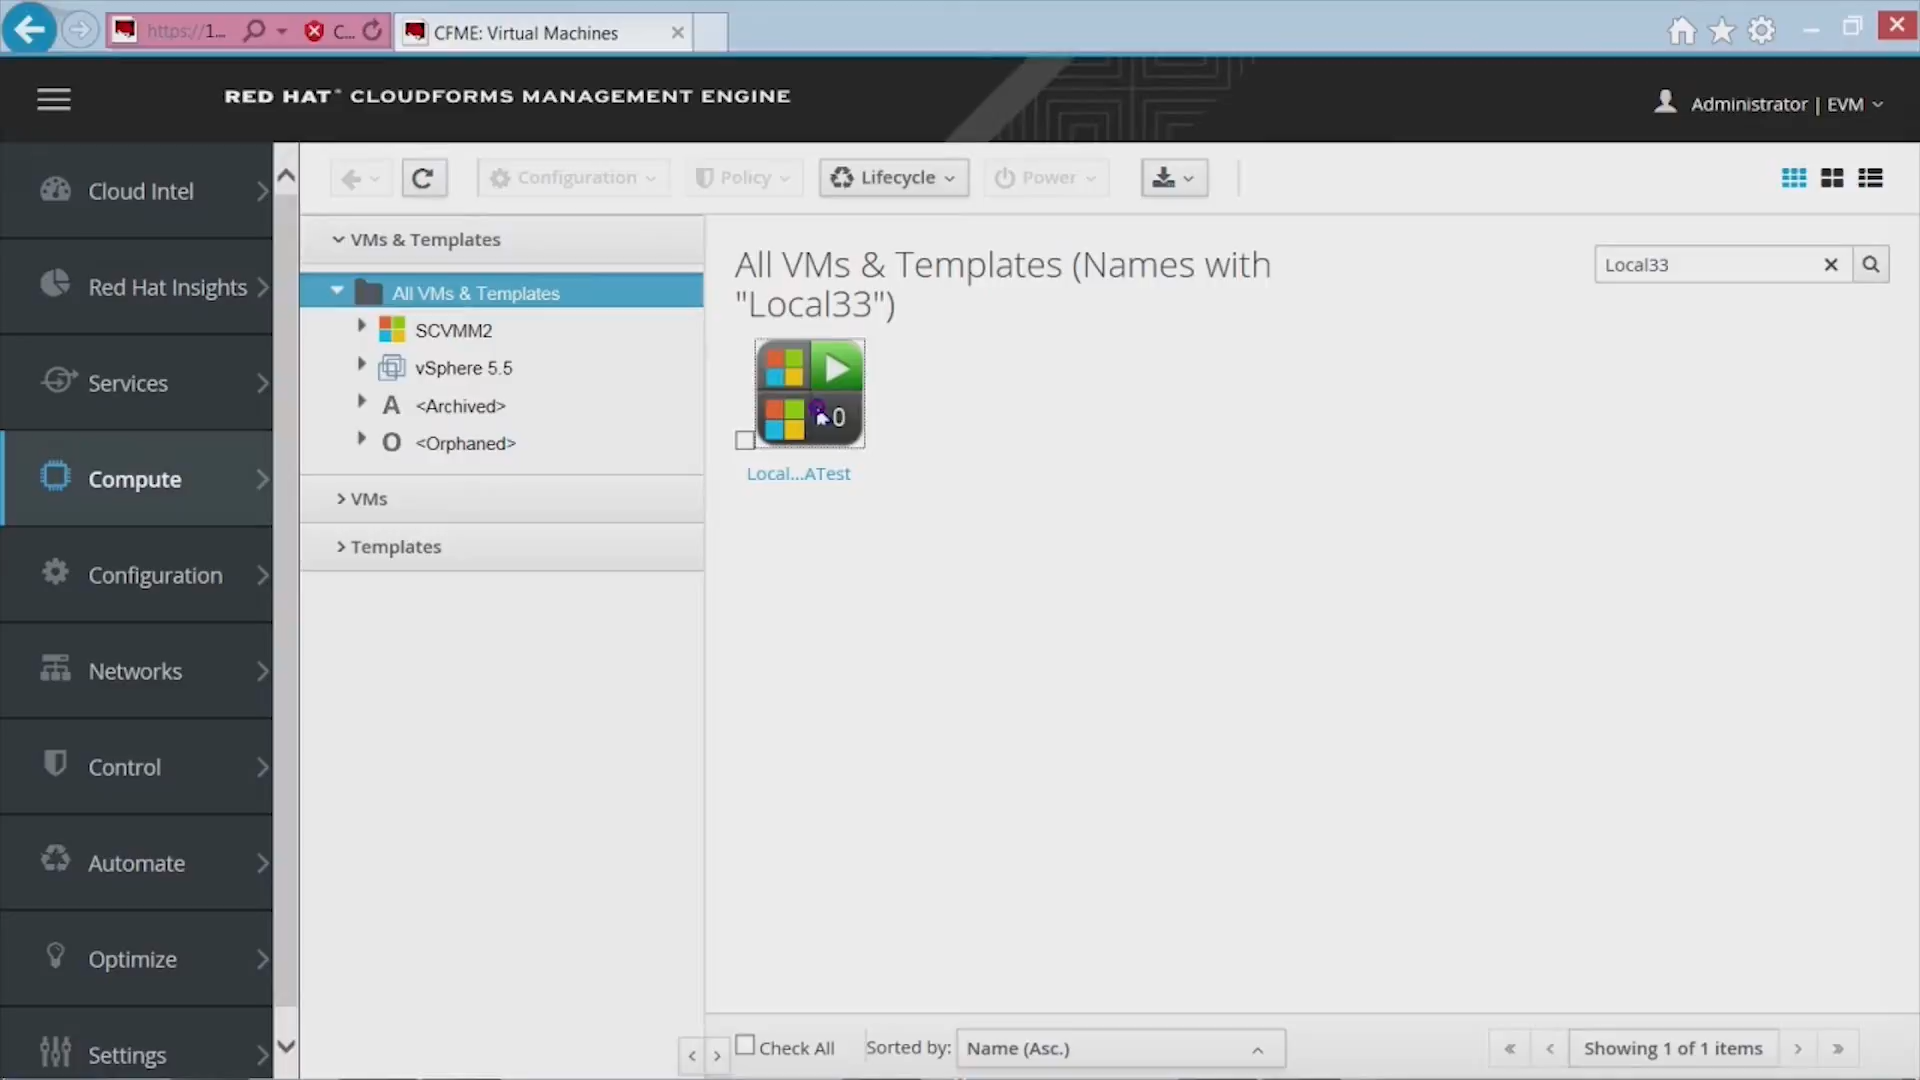 https://1...
C...
CFME: Virtual Machines
RED HAT® CLOUDFORMS MANAGEMENT ENGINE
Administrator | EVM
Cloud Intel
Red Hat Insights
Services
Compute
Configuration
Networks
Control
Automate
Optimize
Settings
Configuration
Policy
Lifecycle
Power
VMs & Templates
All VMs & Templates
SCVMM2
vSphere 5.5
A <Archived>
O <Orphaned>
VMs
Templates
All VMs & Templates (Names with
"Local33")
Local33
0
Local...ATest
Check All
Sorted by:
Name (Asc.)
Showing 1 of 1 items